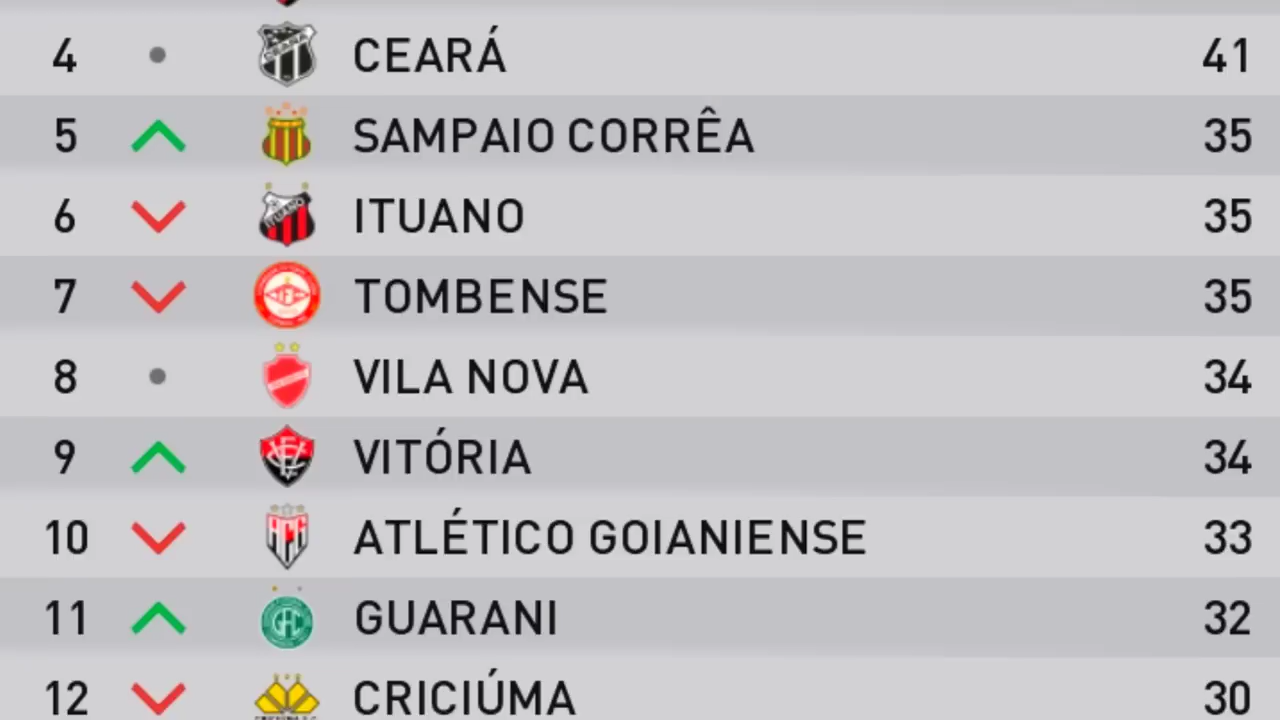 4 CEARÁ 41
5 SAMPAIO CORRÊA 35
6 ITUANO 35
7 TOMBENSE 35
8 VILA NOVA 34
9 VITÓRIA 34
10 ATLÉTICO GOIANIENSE 33
11 GUARANI 32
12 CRICIÚMA 30